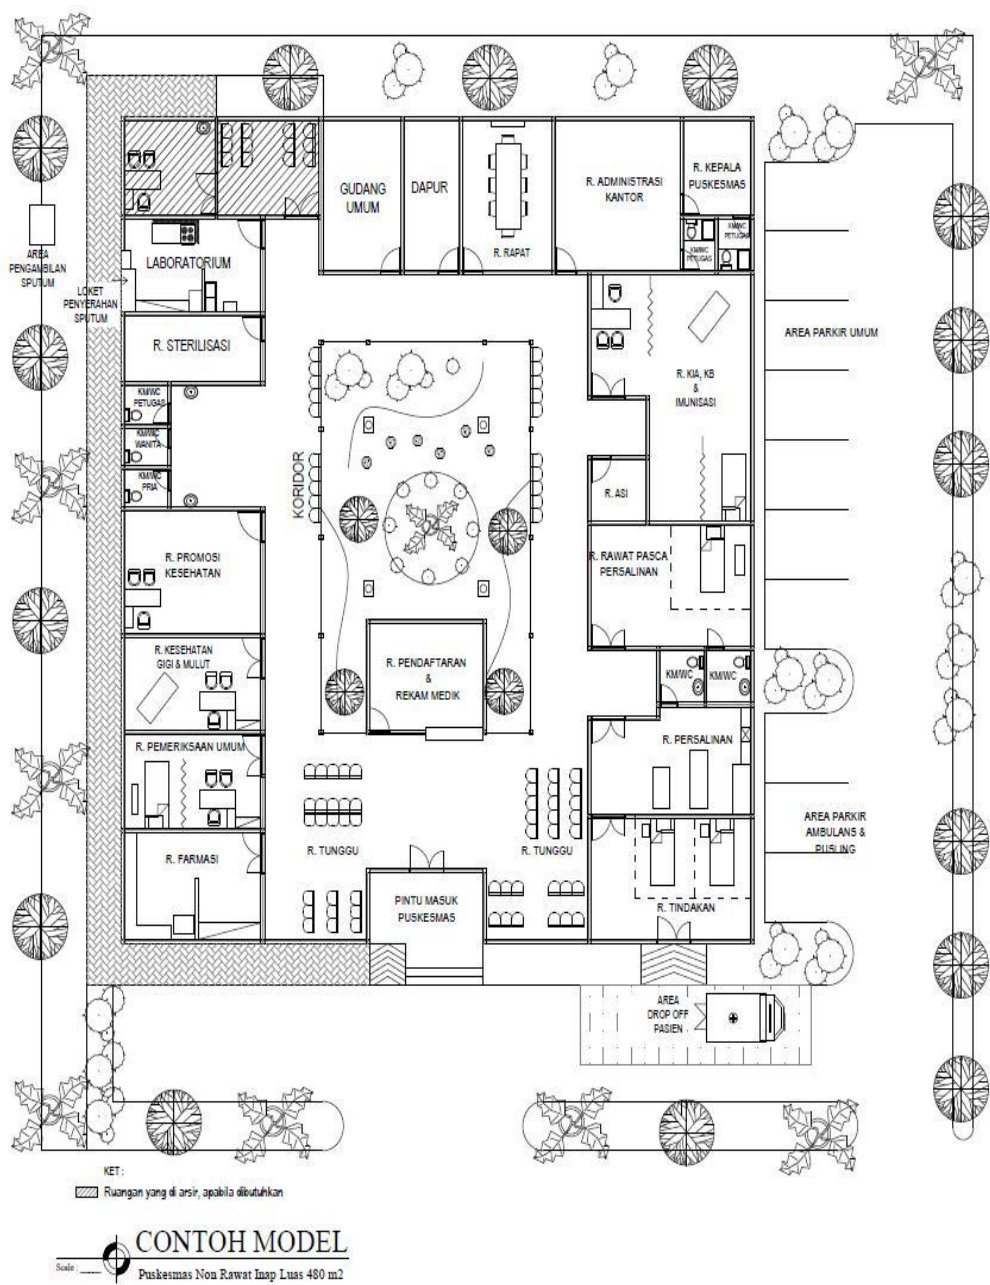 GUDANG
UMUM
DAPUR
R. RAPAT
R. ADMINISTRASI
KANTOR
R. KEPALA
PUSKESMAS
KM/WC
PETUGAS
KM/WC
PETUGAS
AREA
PENGAMBILAN
SPUTUM
LABORATORIUM
LOKET
PENYERAHAN
SPUTUM
R. STERILISASI
AREA PARKIR UMUM
R. KIA, KB
&
IMUNISASI
KM/WC
PETUGAS
KM/WC
WANITA
KM/WC
PRIA
KORIDOR
R. ASI
R. PROMOSI
KESEHATAN
R. RAWAT PASCA
PERSALINAN
R. KESEHATAN
GIGI & MULUT
R. PENDAFTARAN
&
REKAM MEDIK
KM/WC
KM/WC
R. PEMERIKSAAN UMUM
R. PERSALINAN
R. FARMASI
R. TUNGGU
R. TUNGGU
AREA PARKIR
AMBULANS &
PUSLING
PINTU MASUK
PUSKESMAS
R. TINDAKAN
AREA
DROP OFF
PASIEN
KET :
Ruangan yang di arsir, apabila dibutuhkan
CONTOH MODEL
Scale :
Puskesmas Non Rawat Inap Luas 480 m2